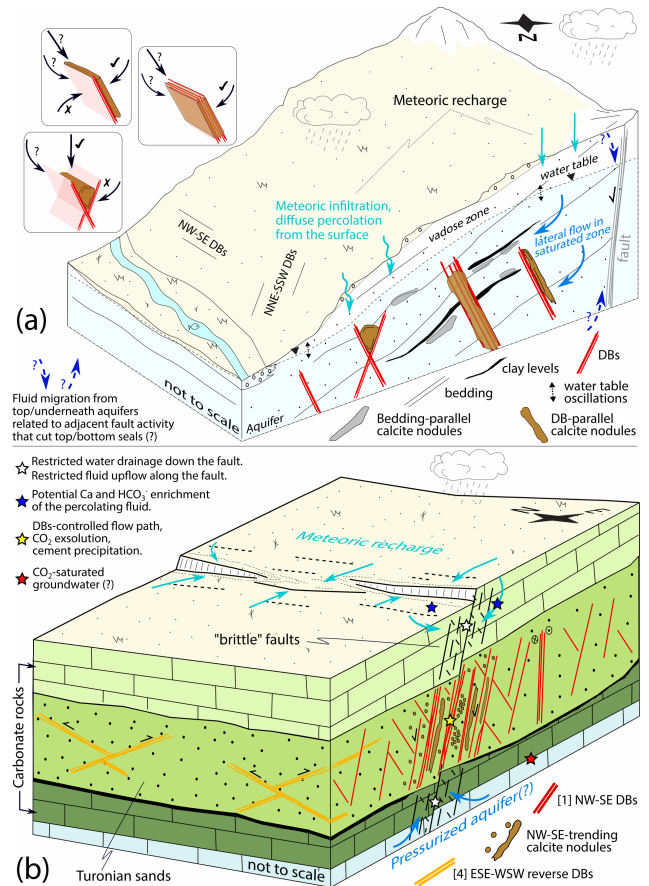 N
?
?
✓
x
?
?
✓
?
✓
x
Meteoric recharge
?
water table
Meteoric infiltration,
diffuse percolation
from the surface
vadose zone
lateral flow in
saturated zone
fault
NW-SE DBs
NNE-SSW DBs
?
(a)
not to scale
Aquifer
clay levels
DBs
bedding
water table
oscillations
Bedding-parallel
calcite nodules
DB-parallel
calcite nodules
?
?
Fluid migration from
top/underneath aquifers
related to adjacent fault activity
that cut top/bottom seals (?)
Restricted water drainage down the fault.
Restricted fluid upflow along the fault.
Potential Ca and HCO₃⁻ enrichment
of the percolating fluid.
DBs-controlled flow path,
CO₂ exsolution,
cement precipitation.
CO₂-saturated
groundwater (?)
N
Meteoric recharge
"brittle" faults
Carbonate rocks
Pressurized aquifer(?)
[1] NW-SE DBs
NW-SE-trending
calcite nodules
not to scale
(b)
Turonian sands
[4] ESE-WSW reverse DBs